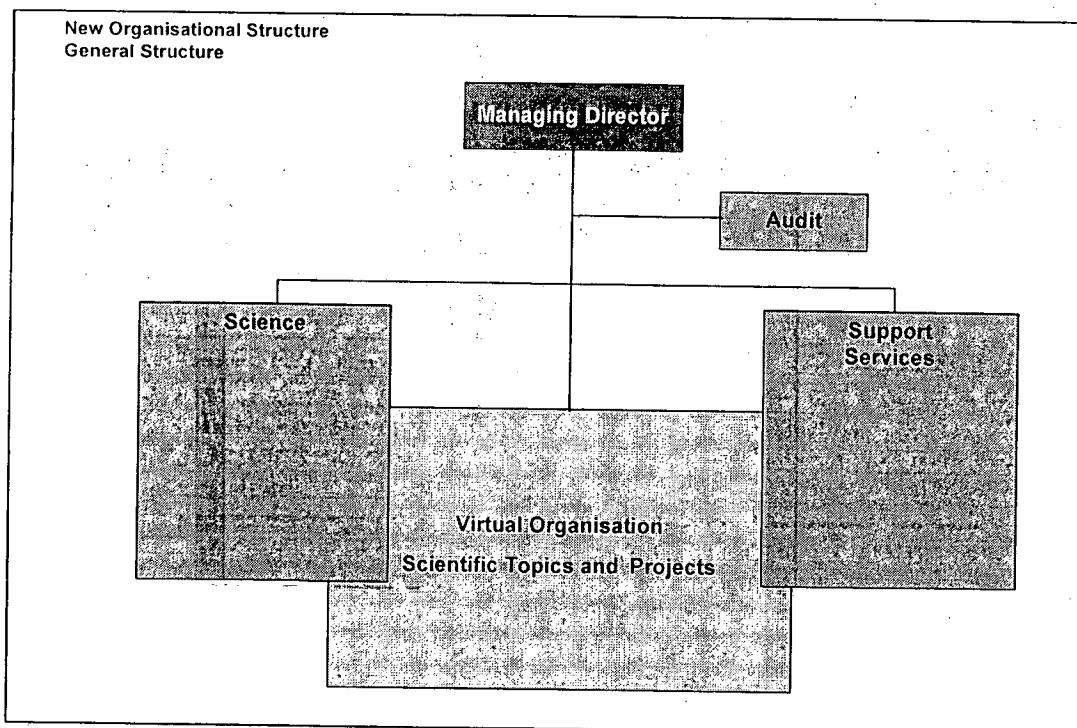 New Organisational Structure
General Structure
Managing Director
Audit
Science
Support
Services
Virtual Organisation
Scientific Topics and Projects